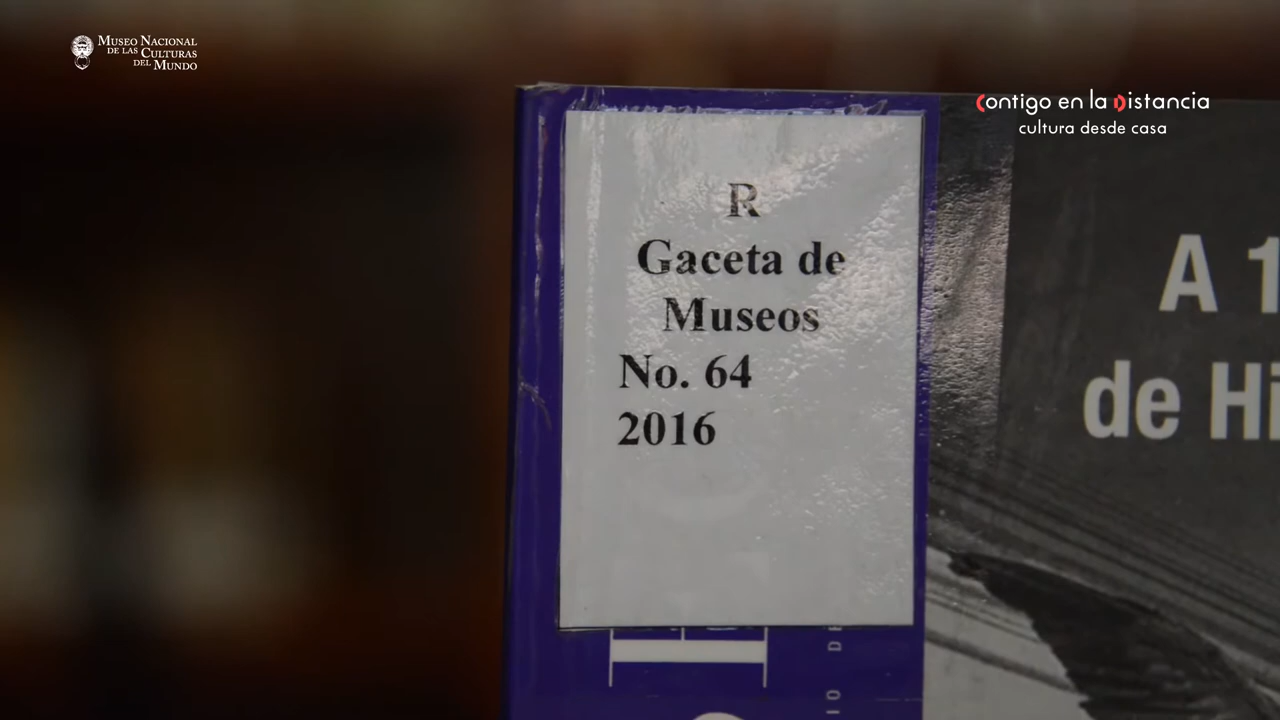 MUSEO NACIONAL
DE LAS CULTURAS
DEL MUNDO
Contigo en la Distancia
cultura desde casa
R
Gaceta de
Museos
No. 64
2016
A 1
de Hi